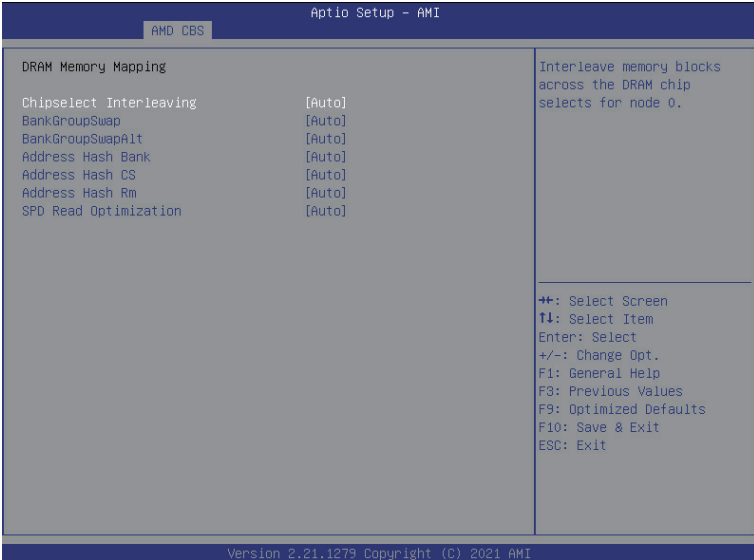 Aptio Setup – AMI
AMD CBS
DRAM Memory Mapping
Chipselect Interleaving [Auto]
BankGroupSwap [Auto]
BankGroupSwapAlt [Auto]
Address Hash Bank [Auto]
Address Hash CS [Auto]
Address Hash Rm [Auto]
SPD Read Optimization [Auto]
Interleave memory blocks
across the DRAM chip
selects for node 0.
→←: Select Screen
↑↓: Select Item
Enter: Select
+/-: Change Opt.
F1: General Help
F3: Previous Values
F9: Optimized Defaults
F10: Save & Exit
ESC: Exit
Version 2.21.1279 Copyright (C) 2021 AMI